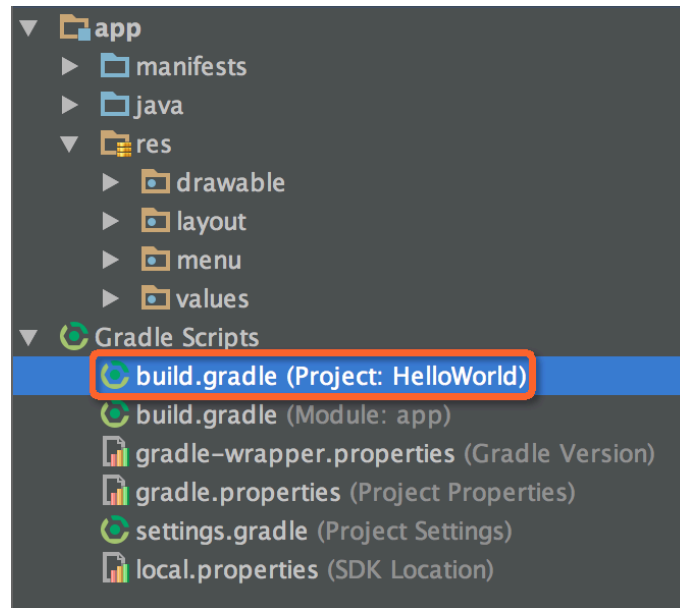 app
manifests
java
res
drawable
layout
menu
values
Gradle Scripts
build.gradle (Project: HelloWorld)
build.gradle (Module: app)
gradle-wrapper.properties (Gradle Version)
gradle.properties (Project Properties)
settings.gradle (Project Settings)
local.properties (SDK Location)